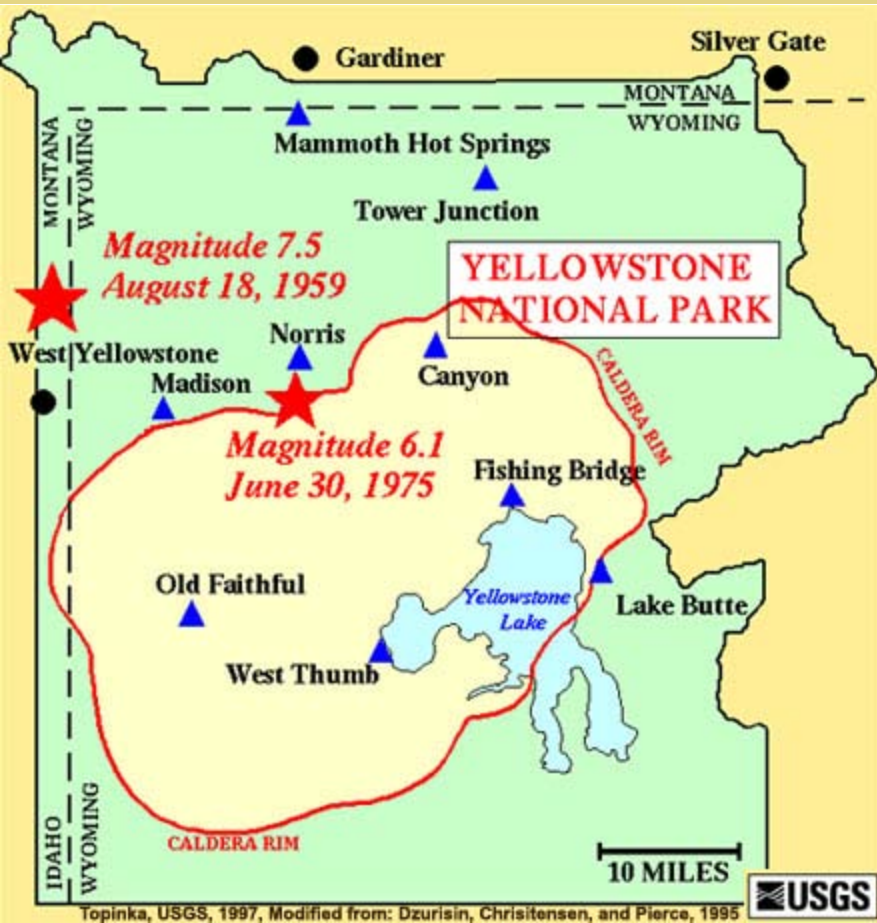 Gardiner
Silver Gate
MONTANA
WYOMING
MONTANA
WYOMING
Mammoth Hot Springs
Tower Junction
Magnitude 7.5
August 18, 1959
YELLOWSTONE
NATIONAL PARK
West Yellowstone
Norris
Madison
Canyon
CALDERA RIM
Magnitude 6.1
June 30, 1975
Fishing Bridge
Old Faithful
Yellowstone
Lake
Lake Butte
West Thumb
IDAHO
WYOMING
CALDERA RIM
10 MILES
USGS
Topinka, USGS, 1997, Modified from: Dzurisin, Chrisitensen, and Pierce, 1995